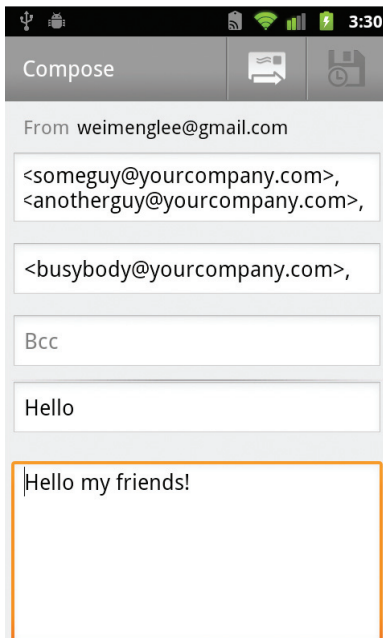 3:30
Compose
From weimenglee@gmail.com
<someguy@yourcompany.com>,
<anotherguy@yourcompany.com>,
<busybody@yourcompany.com>,
Bcc
Hello
Hello my friends!